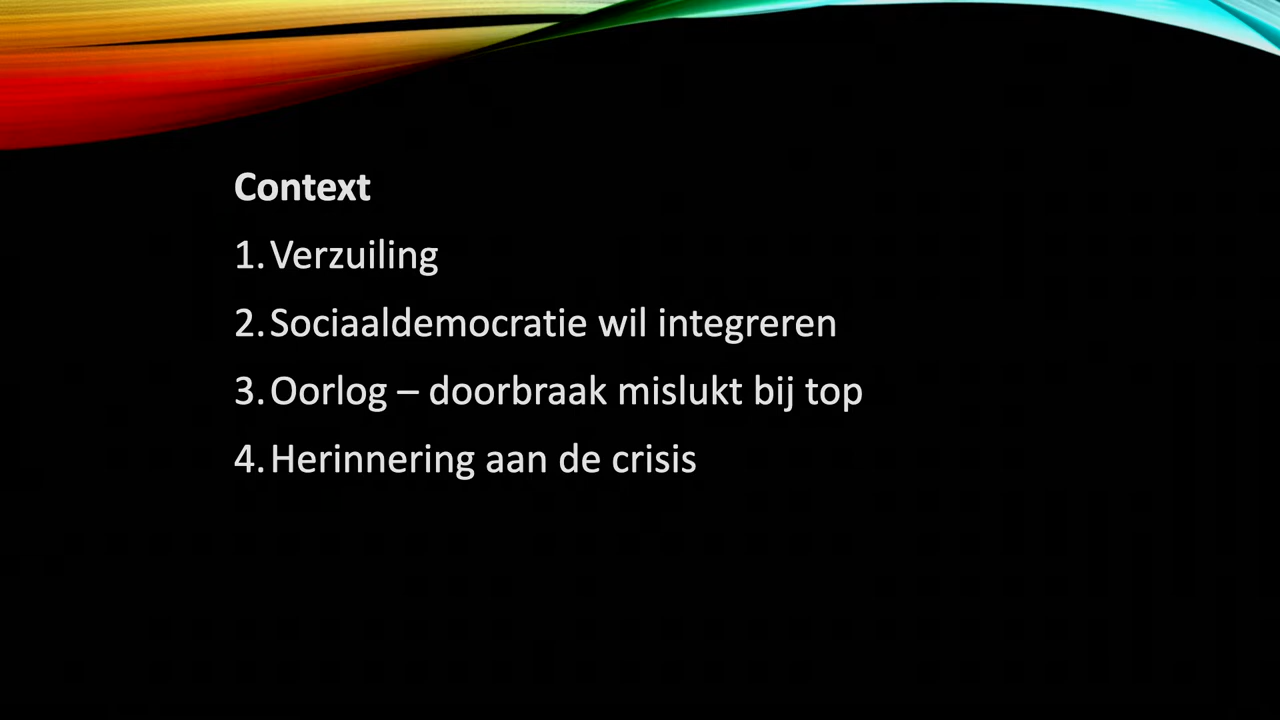 Context
1. Verzuiling
2. Sociaaldemocratie wil integreren
3. Oorlog – doorbraak mislukt bij top
4. Herinnering aan de crisis